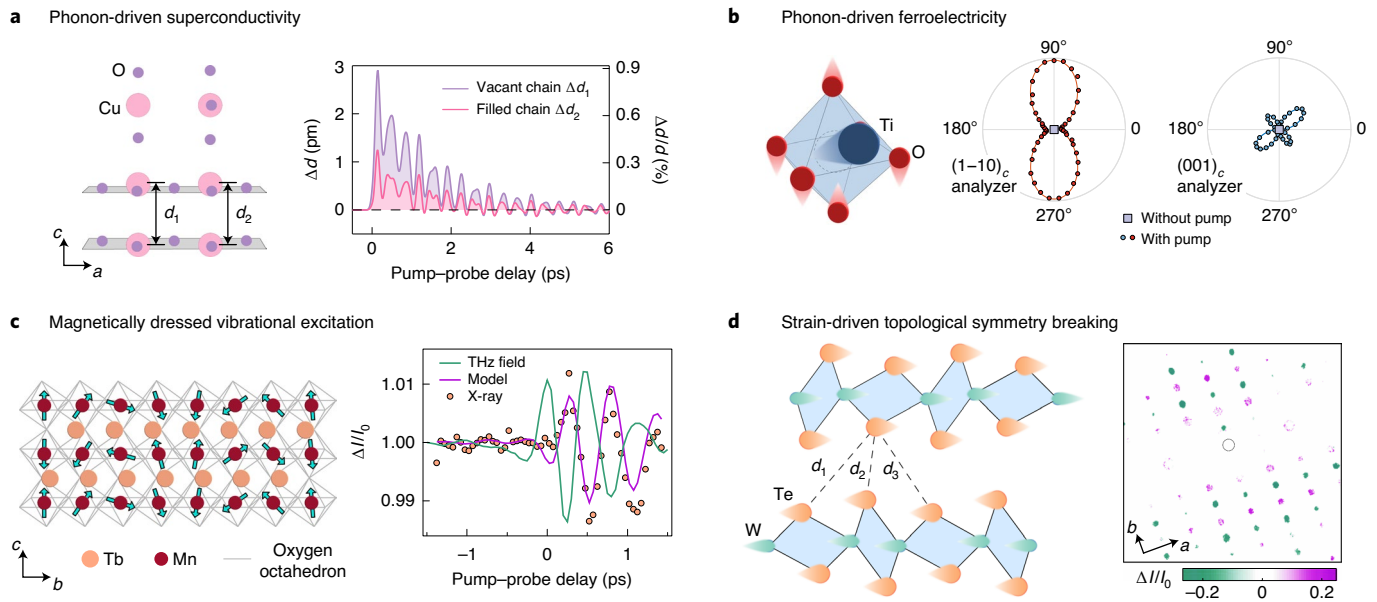 a Phonon-driven superconductivity
O
Cu
d1
d2
c
a
3
2
1
0
Δd (pm)
Vacant chain Δd1
Filled chain Δd2
0.9
0.6
0.3
0
Δd/d (%)
0 2 4 6
Pump–probe delay (ps)
b Phonon-driven ferroelectricity
Ti
O
90°
180°
0
(1–10)c
analyzer
270°
90°
180°
0
(001)c
analyzer
270°
Without pump
With pump
c Magnetically dressed vibrational excitation
c
b
Tb
Mn
Oxygen
octahedron
THz field
Model
X-ray
1.01
1.00
0.99
ΔI/I0
–1 0 1
Pump–probe delay (ps)
d Strain-driven topological symmetry breaking
d1
d2
d3
Te
W
b
a
ΔI/I0
–0.2 0 0.2